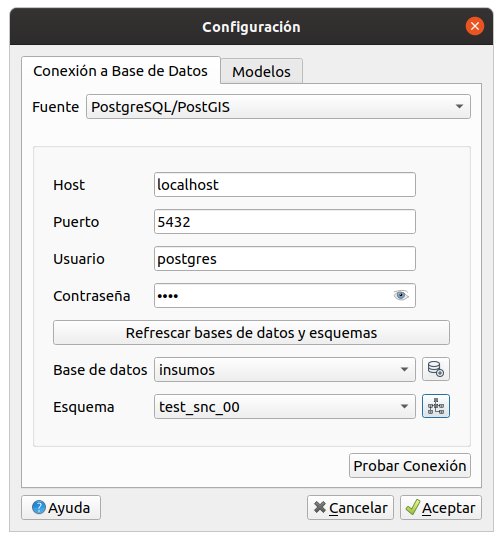 Configuración
Conexión a Base de Datos Modelos
Fuente PostgreSQL/PostGIS
Host localhost
Puerto 5432
Usuario postgres
Contraseña ••••
Refrescar bases de datos y esquemas
Base de datos insumos
Esquema test_snc_00
Probar Conexión
Ayuda Cancelar Aceptar